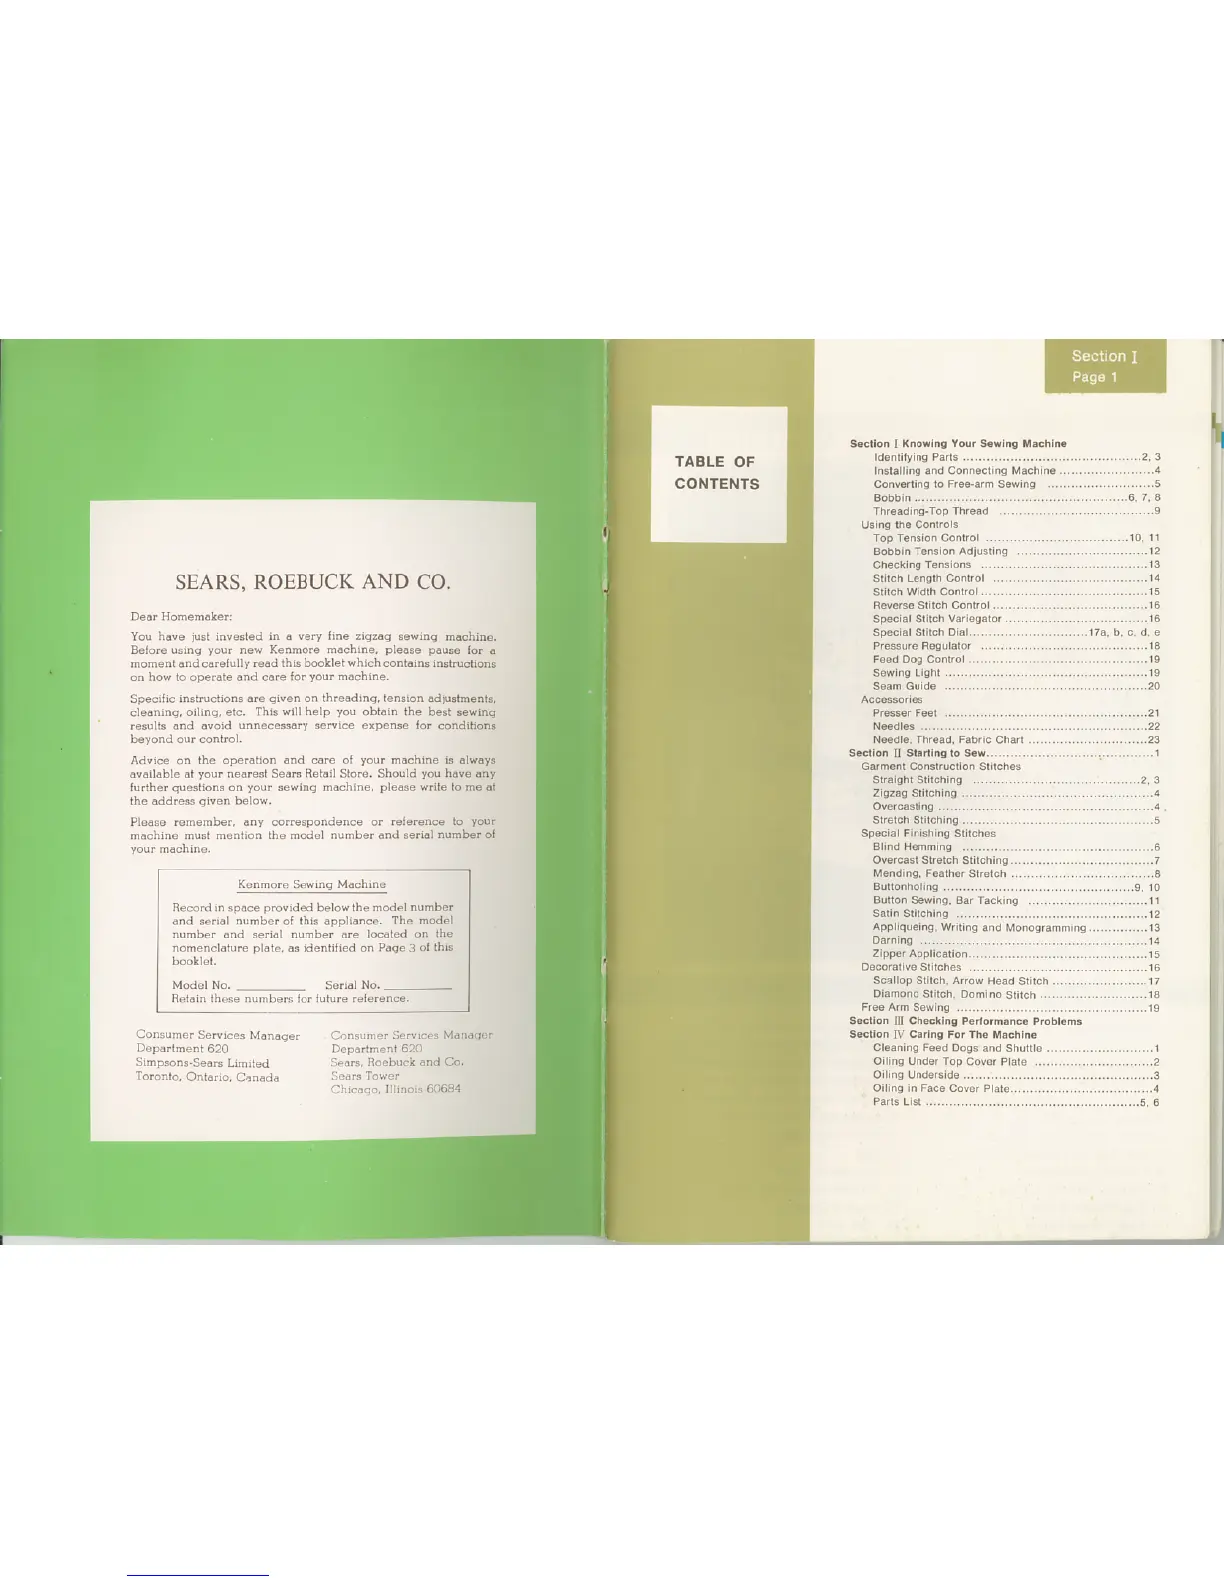 SEARS, ROEBUCK AND CO.
Dear Homemaker:
You have just invested in a very fine zigzag sewing machine.
Before using your new Kenmore machine, please pause for a
moment and carefully read this booklet which contains instructions
on how to operate and care for your machine.
Specific instructions are given on threading, tension adjustments,
cleaning, oiling, etc. This will help you obtain the best sewing
results and avoid unnecessary service expense for conditions
beyond our control.
Advice on the operation and care of your machine is always
available at your nearest Sears Retail Store. Should you have any
further questions on your sewing machine, please write to me at
the address given below.
Please remember, any correspondence or reference to your
machine must mention the model number and serial number of
your machine.
Kenmore Sewing Machine
Record in space provided below the model number
and serial number of this appliance. The model
number and serial number are located on the
nomenclature plate, as identified on Page 3 of this
booklet.
Model No. __________ Serial No. __________
Retain these numbers for future reference.
Consumer Services Manager
Department 620
Simpsons-Sears Limited
Toronto, Ontario, Canada
Consumer Services Manager
Department 620
Sears, Roebuck and Co.
Sears Tower
Chicago, Illinois 60684
TABLE OF
CONTENTS
Section I
Page 1
Section I Knowing Your Sewing Machine
Identifying Parts ............................................2, 3
Installing and Connecting Machine ........................4
Converting to Free-arm Sewing ...........................5
Bobbin ......................................................6, 7, 8
Threading-Top Thread .......................................9
Using the Controls
Top Tension Control ....................................10, 11
Bobbin Tension Adjusting .................................12
Checking Tensions ..........................................13
Stitch Length Control .......................................14
Stitch Width Control ..........................................15
Reverse Stitch Control .......................................16
Special Stitch Variegator ....................................16
Special Stitch Dial..............................17a, b, c, d, e
Pressure Regulator ..........................................18
Feed Dog Control .............................................19
Sewing Light ...................................................19
Seam Guide ...................................................20
Accessories
Presser Feet ...................................................21
Needles .........................................................22
Needle, Thread, Fabric Chart ..............................23
Section II Starting to Sew..........................................1
Garment Construction Stitches
Straight Stitching ..........................................2, 3
Zigzag Stitching ................................................4
Overcasting ......................................................4
Stretch Stitching ................................................5
Special Finishing Stitches
Blind Hemming ................................................6
Overcast Stretch Stitching....................................7
Mending, Feather Stretch ....................................8
Buttonholing ................................................9, 10
Button Sewing, Bar Tacking ..............................11
Satin Stitching ................................................12
Appliqueing, Writing and Monogramming ...............13
Darning .........................................................14
Zipper Application.............................................15
Decorative Stitches .............................................16
Scallop Stitch, Arrow Head Stitch ........................17
Diamond Stitch, Domino Stitch ...........................18
Free Arm Sewing ................................................19
Section III Checking Performance Problems
Section IV Caring For The Machine
Cleaning Feed Dogs and Shuttle ...........................1
Oiling Under Top Cover Plate ..............................2
Oiling Underside ................................................3
Oiling in Face Cover Plate....................................4
Parts List ......................................................5, 6